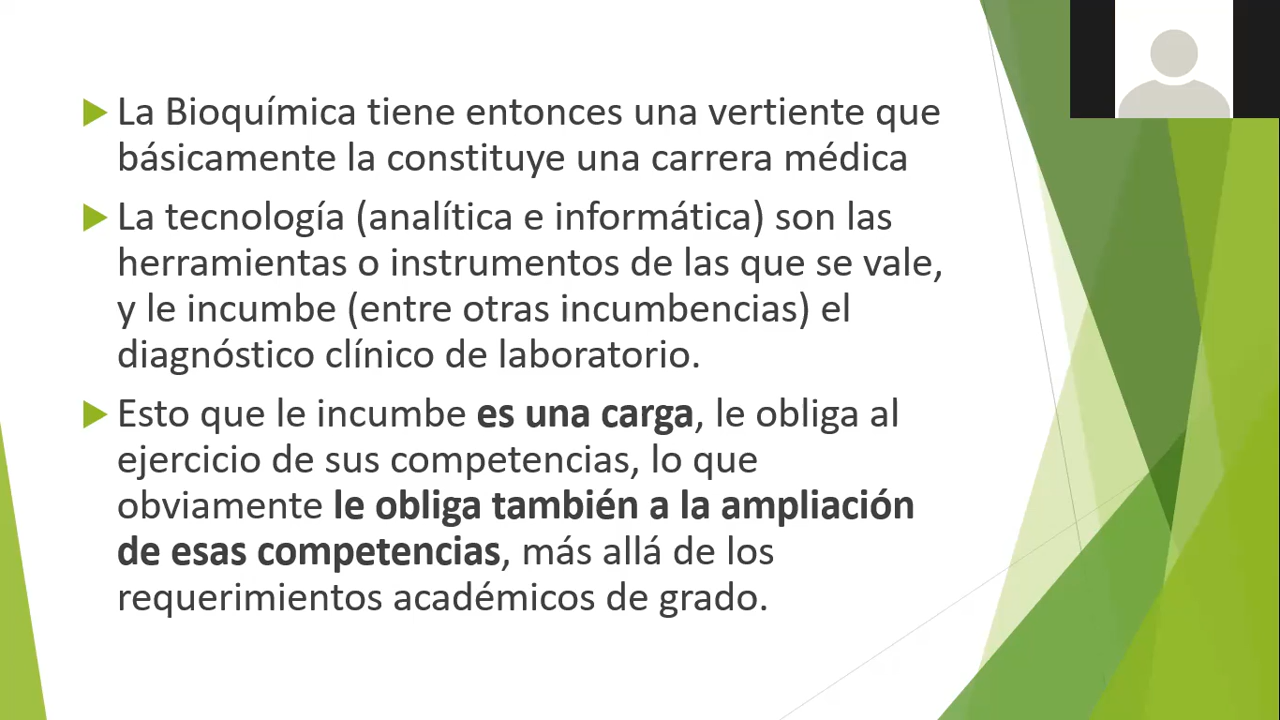 La Bioquímica tiene entonces una vertiente que
básicamente la constituye una carrera médica
La tecnología (analítica e informática) son las
herramientas o instrumentos de las que se vale,
y le incumbe (entre otras incumbencias) el
diagnóstico clínico de laboratorio.
Esto que le incumbe es una carga, le obliga al
ejercicio de sus competencias, lo que
obviamente le obliga también a la ampliación
de esas competencias, más allá de los
requerimientos académicos de grado.